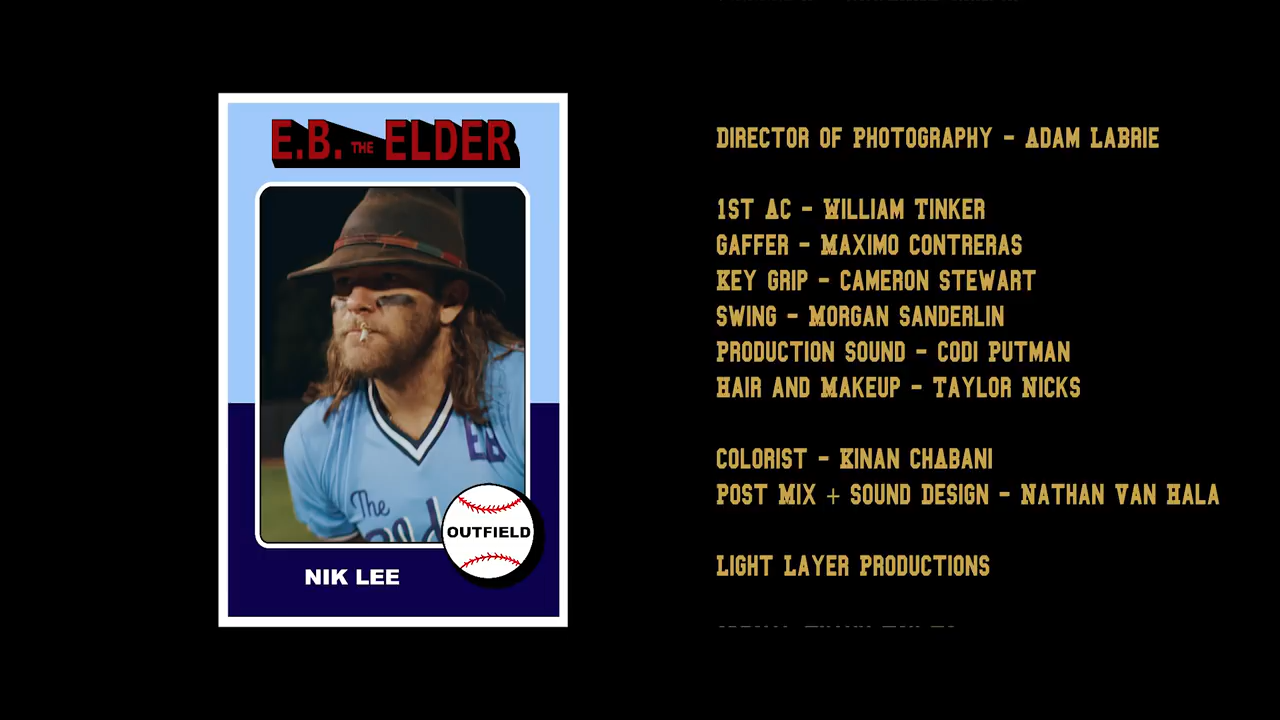 E.B. THE ELDER
EB
The
OUTFIELD
NIK LEE
DIRECTOR OF PHOTOGRAPHY - ADAM LABRIE
1ST AC - WILLIAM TINKER
GAFFER - MAXIMO CONTRERAS
KEY GRIP - CAMERON STEWART
SWING - MORGAN SANDERLIN
PRODUCTION SOUND - CODI PUTMAN
HAIR AND MAKEUP - TAYLOR NICKS
COLORIST - KINAN CHABANI
POST MIX + SOUND DESIGN - NATHAN VAN HALA
LIGHT LAYER PRODUCTIONS